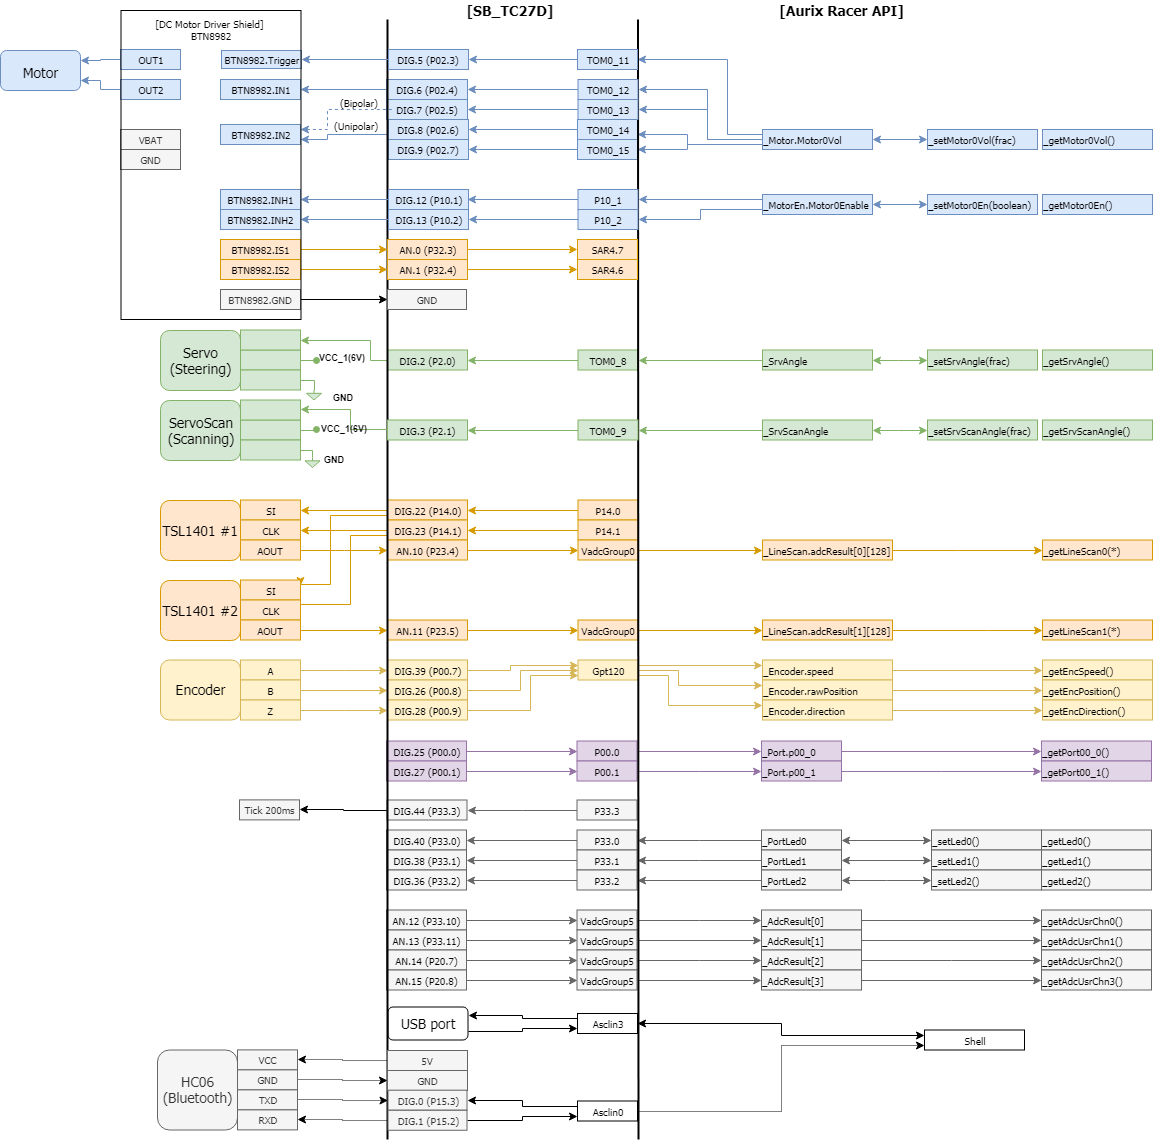 [SB_TC27D]
[Aurix Racer API]
[DC Motor Driver Shield]
BTN8982
Motor
OUT1
BTN8982.Trigger
DIG.5 (P02.3)
TOM0_11
OUT2
BTN8982.IN1
DIG.6 (P02.4)
TOM0_12
(Bipolar)
DIG.7 (P02.5)
TOM0_13
(Unipolar)
BTN8982.IN2
DIG.8 (P02.6)
TOM0_14
VBAT
_Motor.Motor0Vol
_setMotor0Vol(frac)
_getMotor0Vol()
DIG.9 (P02.7)
TOM0_15
GND
BTN8982.INH1
DIG.12 (P10.1)
P10_1
_MotorEn.Motor0Enable
_setMotor0En(boolean)
_getMotor0En()
BTN8982.INH2
DIG.13 (P10.2)
P10_2
BTN8982.IS1
AN.0 (P32.3)
SAR4.7
BTN8982.IS2
AN.1 (P32.4)
SAR4.6
BTN8982.GND
GND
Servo
(Steering)
VCC_1(6V)
DIG.2 (P2.0)
TOM0_8
_SrvAngle
_setSrvAngle(frac)
_getSrvAngle()
GND
ServoScan
(Scanning)
VCC_1(6V)
DIG.3 (P2.1)
TOM0_9
_SrvScanAngle
_setSrvScanAngle(frac)
_getSrvScanAngle()
GND
TSL1401 #1
SI
DIG.22 (P14.0)
P14.0
CLK
DIG.23 (P14.1)
P14.1
AOUT
AN.10 (P23.4)
VadcGroup0
_LineScan.adcResult[0][128]
_getLineScan0(*)
TSL1401 #2
SI
CLK
AOUT
AN.11 (P23.5)
VadcGroup0
_LineScan.adcResult[1][128]
_getLineScan1(*)
Encoder
A
DIG.39 (P00.7)
Gpt120
_Encoder.speed
_getEncSpeed()
B
DIG.26 (P00.8)
_Encoder.rawPosition
_getEncPosition()
Z
DIG.28 (P00.9)
_Encoder.direction
_getEncDirection()
DIG.25 (P00.0)
P00.0
_Port.p00_0
_getPort00_0()
DIG.27 (P00.1)
P00.1
_Port.p00_1
_getPort00_1()
Tick 200ms
DIG.44 (P33.3)
P33.3
DIG.40 (P33.0)
P33.0
_PortLed0
_setLed0()
_getLed0()
DIG.38 (P33.1)
P33.1
_PortLed1
_setLed1()
_getLed1()
DIG.36 (P33.2)
P33.2
_PortLed2
_setLed2()
_getLed2()
AN.12 (P33.10)
VadcGroup5
_AdcResult[0]
_getAdcUsrChn0()
AN.13 (P33.11)
VadcGroup5
_AdcResult[1]
_getAdcUsrChn1()
AN.14 (P20.7)
VadcGroup5
_AdcResult[2]
_getAdcUsrChn2()
AN.15 (P20.8)
VadcGroup5
_AdcResult[3]
_getAdcUsrChn3()
USB port
Asclin3
Shell
HC06
(Bluetooth)
VCC
5V
GND
GND
TXD
DIG.0 (P15.3)
Asclin0
RXD
DIG.1 (P15.2)